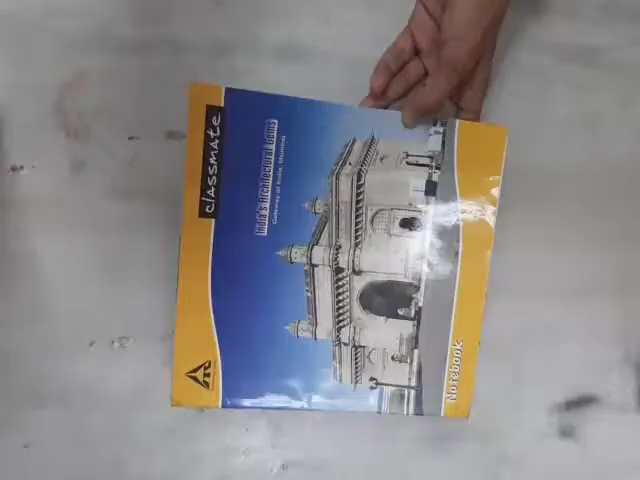 classmate
India's Architectural Gems
Gateway of India, Mumbai
Notebook